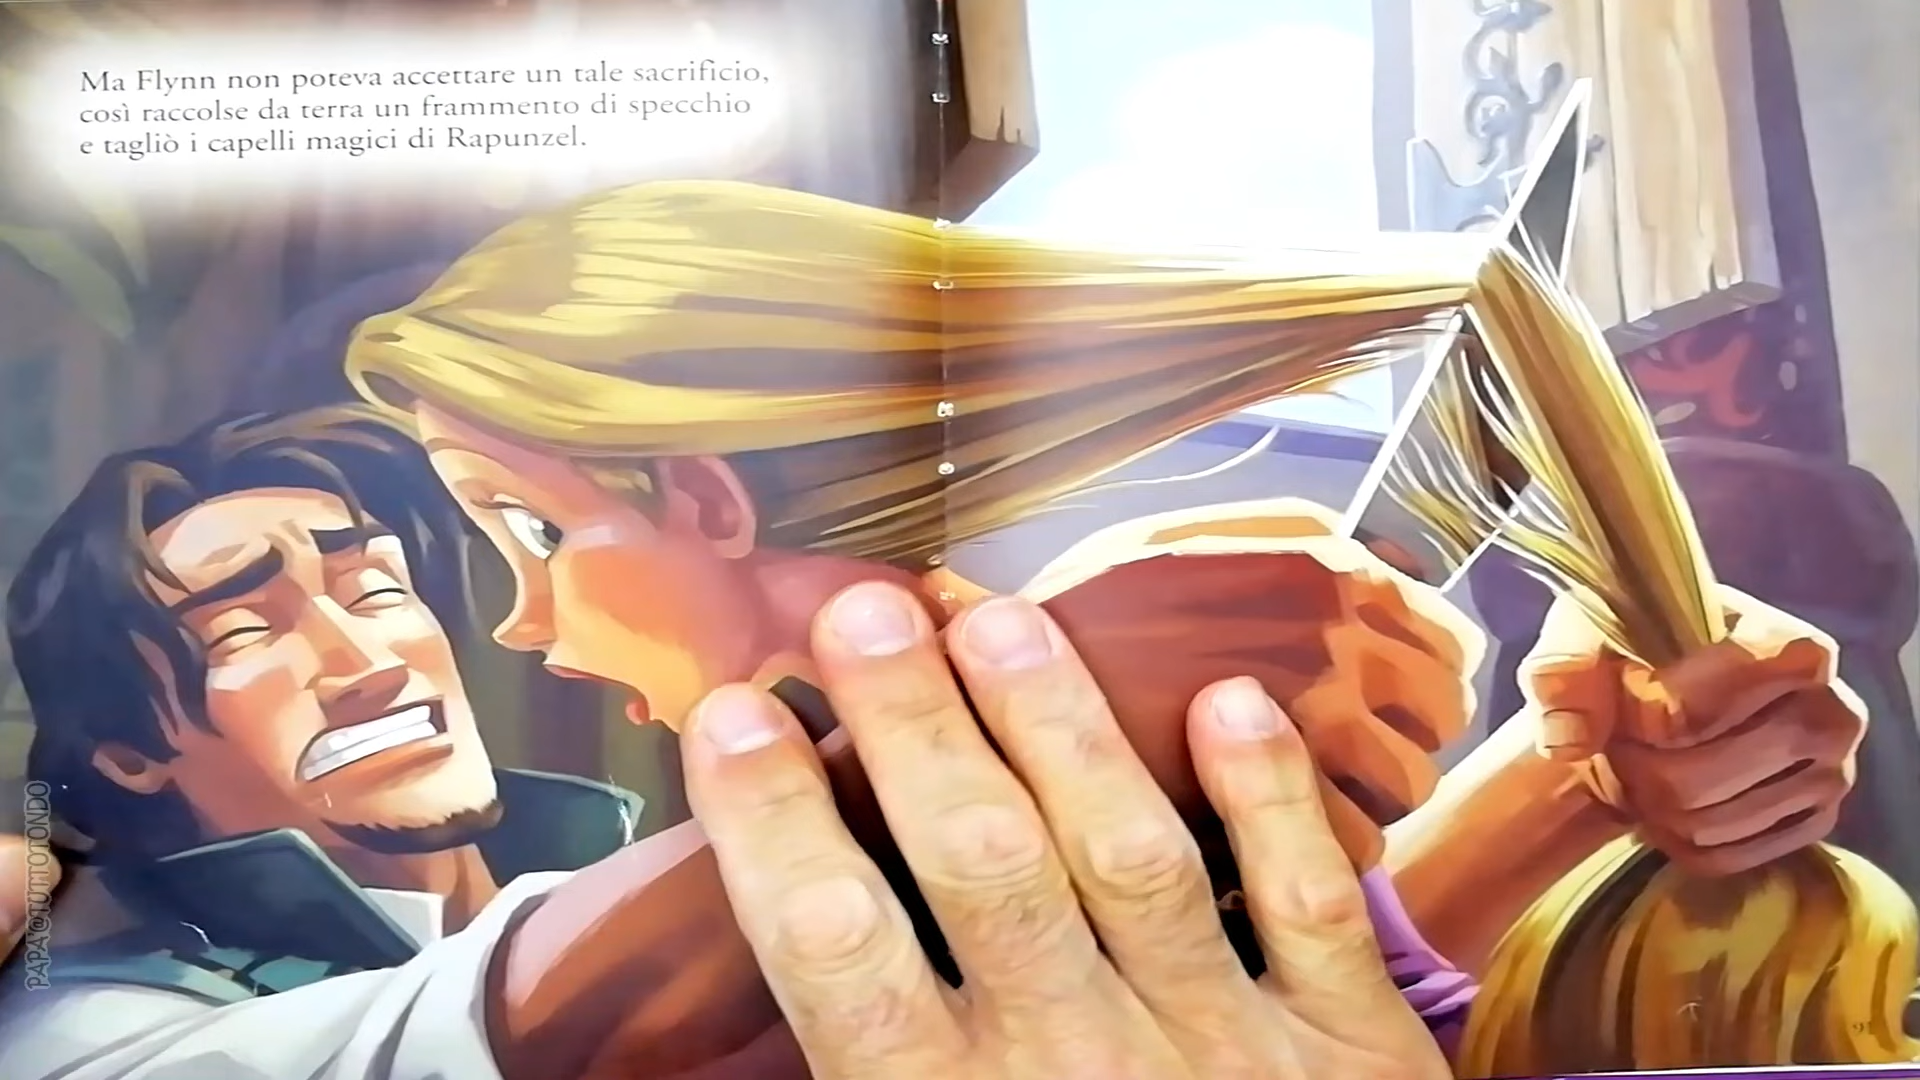 Ma Flynn non poteva accettare un tale sacrificio,
così raccolse da terra un frammento di specchio
e tagliò i capelli magici di Rapunzel.
PAPA'@TUTTOTONDO
91